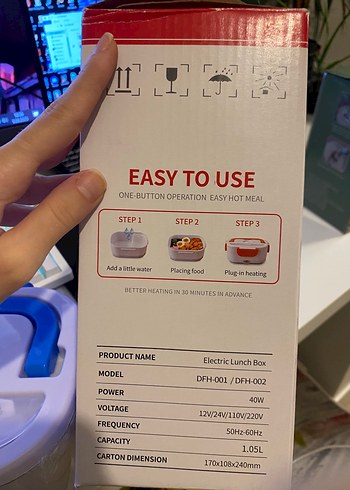 EASY TO USE
ONE-BUTTON OPERATION EASY HOT MEAL
STEP 1 STEP 2 STEP 3
Add a little water Placing food Plug-in heating
BETTER HEATING IN 30 MINUTES IN ADVANCE
PRODUCT NAME Electric Lunch Box
MODEL DFH-001 / DFH-002
POWER 40W
VOLTAGE 12V/24V/110V/220V
FREQUENCY 50Hz-60Hz
CAPACITY 1.05L
CARTON DIMENSION 170x108x240mm